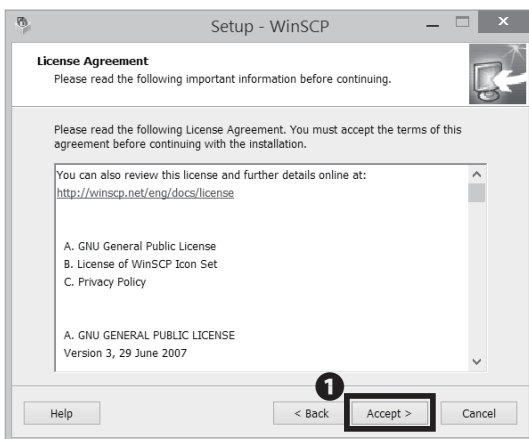 Setup - WinSCP
License Agreement
Please read the following important information before continuing.
Please read the following License Agreement. You must accept the terms of this
agreement before continuing with the installation.
You can also review this license and further details online at:
http://winscp.net/eng/docs/license
A. GNU General Public License
B. License of WinSCP Icon Set
C. Privacy Policy
A. GNU GENERAL PUBLIC LICENSE
Version 3, 29 June 2007
1
Help
< Back
Accept >
Cancel